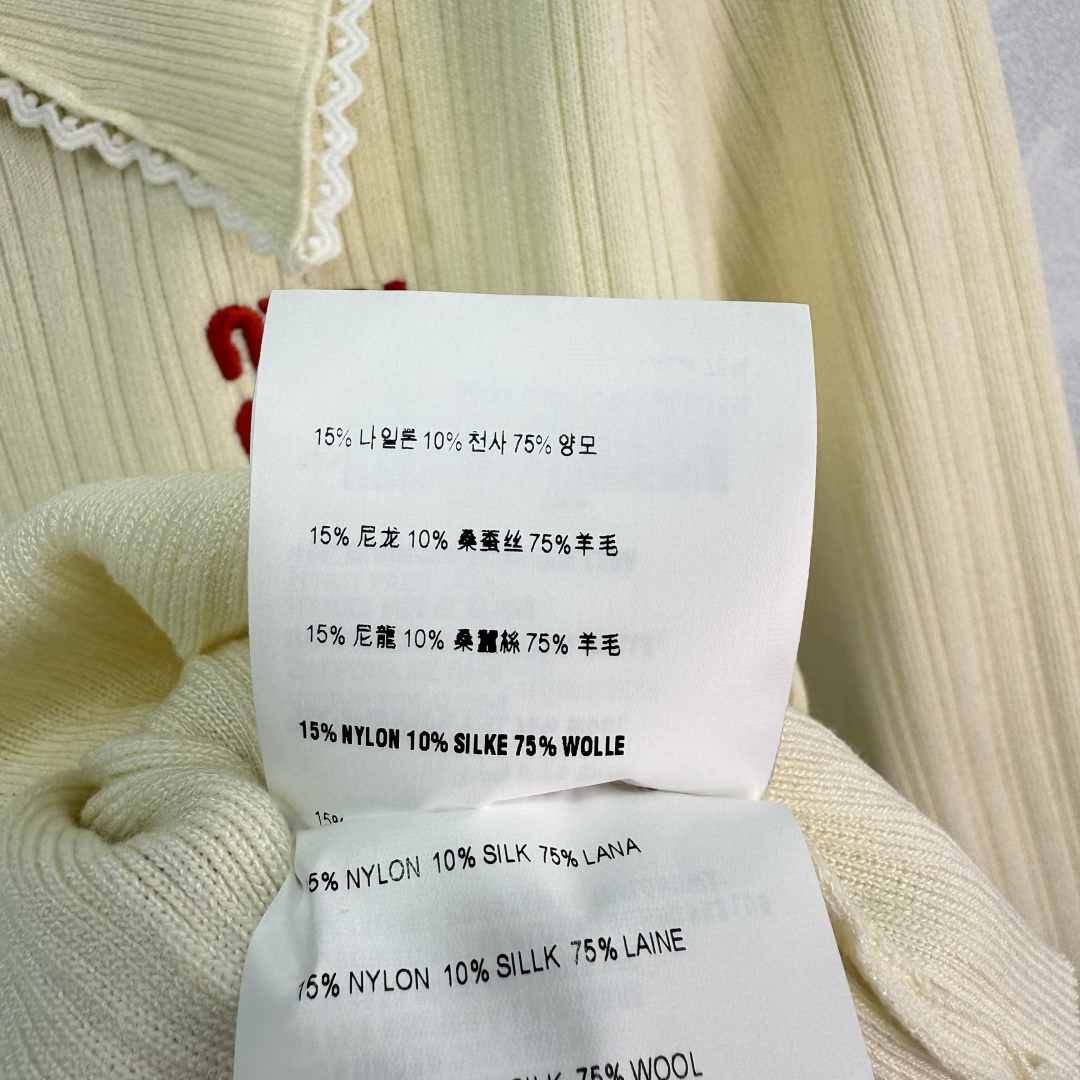 15% 나일론 10% 천사 75% 양모
15% 尼龙 10% 桑蚕丝 75%羊毛
15% 尼龍 10% 桑蠶絲 75% 羊毛
15% NYLON 10% SILKE 75% WOLLE
15%
5% NYLON 10% SILK 75% LANA
15% NYLON 10% SILLK 75% LAINE
SILK 75% WOOL